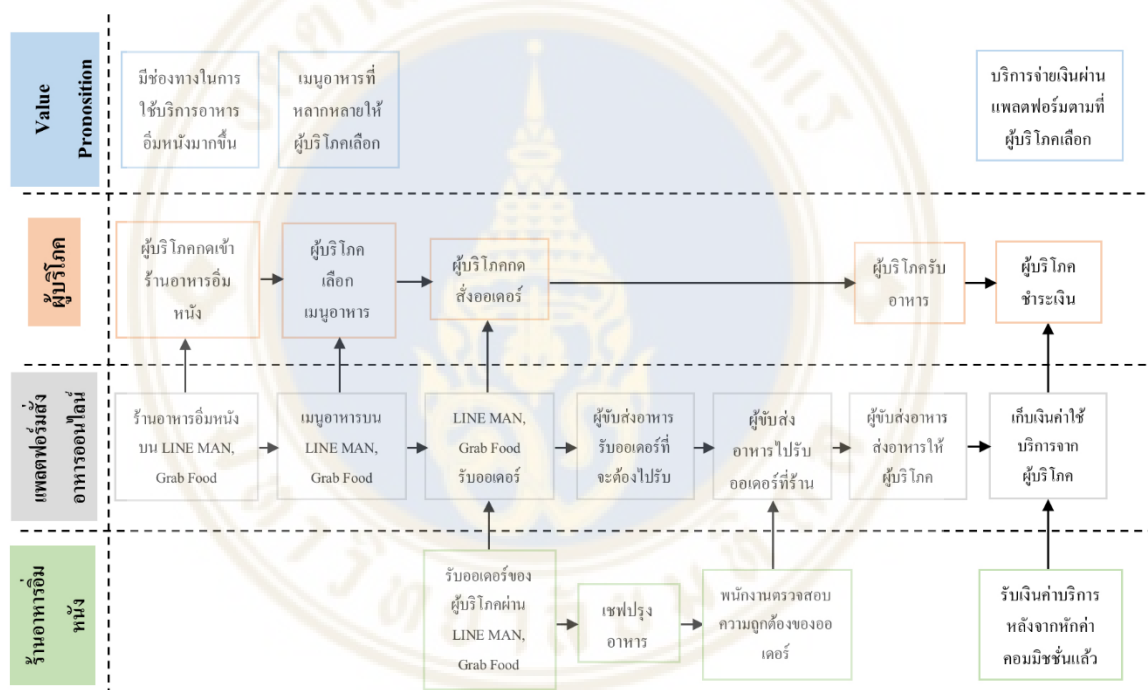 Value
Proposition
มีช่องทางในการ
ใช้บริการอาหาร
อิ่มหนังมากขึ้น
เมนูอาหารที่
หลากหลายให้
ผู้บริโภคเลือก
บริการจ่ายเงินผ่าน
แพลตฟอร์มตามที่
ผู้บริโภคเลือก
ผู้บริโภค
ผู้บริโภคกดเข้า
ร้านอาหารอิ่ม
หนัง
ผู้บริโภค
เลือก
เมนูอาหาร
ผู้บริโภคกด
สั่งออเดอร์
ผู้บริโภครับ
อาหาร
ผู้บริโภค
ชำระเงิน
แพลตฟอร์มสั่ง
อาหารออนไลน์
ร้านอาหารอิ่มหนัง
บน LINE MAN,
Grab Food
เมนูอาหารบน
LINE MAN,
Grab Food
LINE MAN,
Grab Food
รับออเดอร์
ผู้ขับส่งอาหาร
รับออเดอร์ที่
จะต้องไปรับ
ผู้ขับส่ง
อาหารไปรับ
ออเดอร์ที่ร้าน
ผู้ขับส่งอาหาร
ส่งอาหารให้
ผู้บริโภค
เก็บเงินค่าใช้
บริการจาก
ผู้บริโภค
ร้านอาหารอิ่ม
หนัง
รับออเดอร์ของ
ผู้บริโภคผ่าน
LINE MAN,
Grab Food
เชฟปรุง
อาหาร
พนักงานตรวจสอบ
ความถูกต้องของออ
เดอร์
รับเงินค่าบริการ
หลังจากหักค่า
คอมมิชชั่นแล้ว